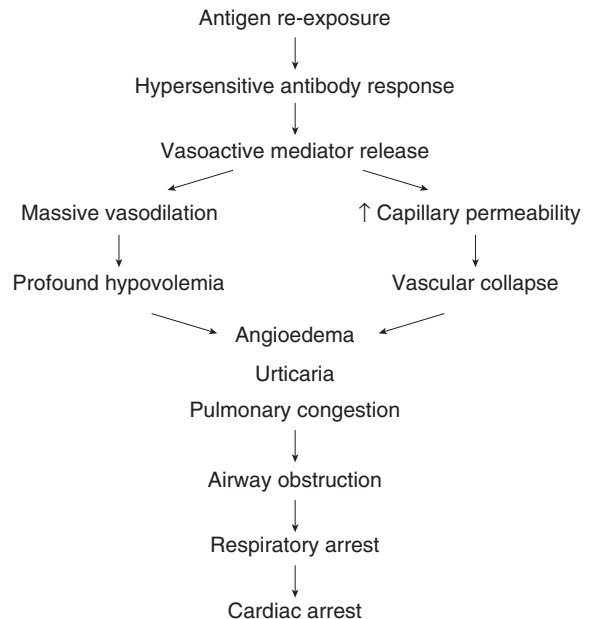 Antigen re-exposure
Hypersensitive antibody response
Vasoactive mediator release
Massive vasodilation
↑ Capillary permeability
Profound hypovolemia
Vascular collapse
Angioedema
Urticaria
Pulmonary congestion
Airway obstruction
Respiratory arrest
Cardiac arrest